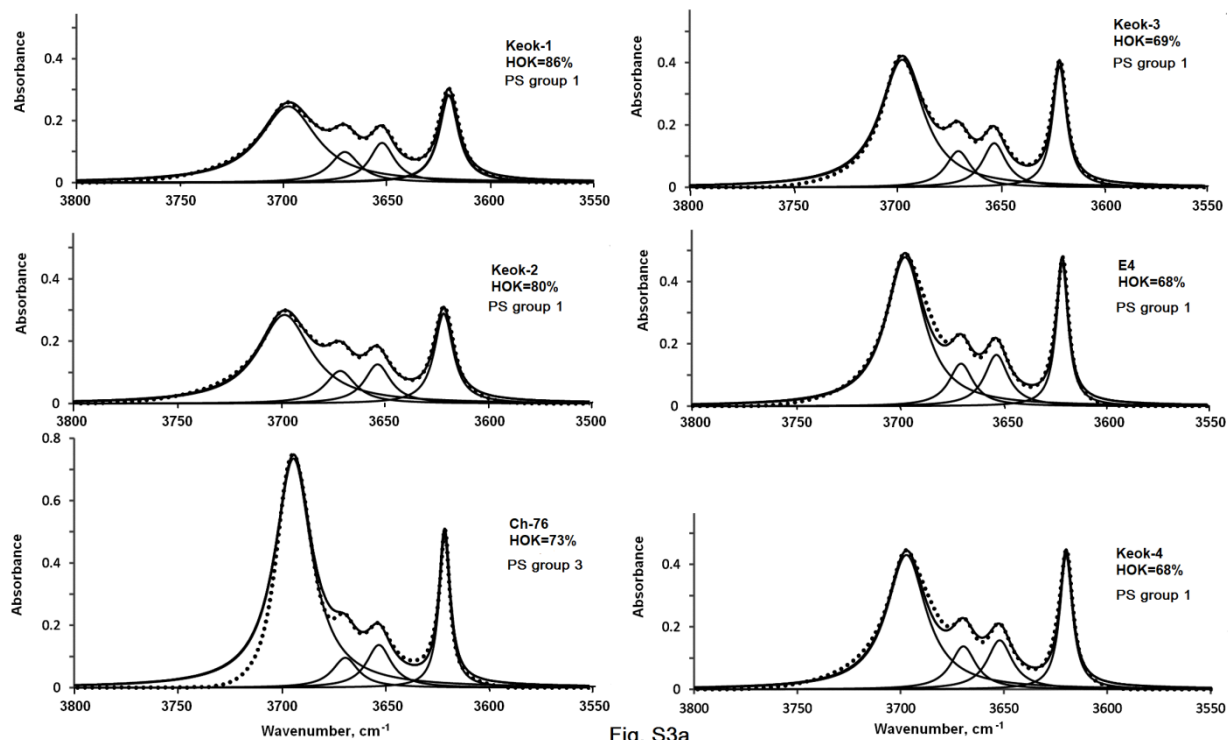 Absorbance
0.4
0.2
0
Keok-1
HOK=86%
PS group 1
3800
3750
3700
3650
3600
3550
Absorbance
0.4
0.2
0
Keok-2
HOK=80%
PS group 1
3800
3750
3700
3650
3600
3500
Absorbance
0.8
0.6
0.4
0.2
0
Ch-76
HOK=73%
PS group 3
3800
3750
3700
3650
3600
3550
Wavenumber, cm-1
Absorbance
0.4
0.2
0
Keok-3
HOK=69%
PS group 1
3800
3750
3700
3650
3600
3550
Absorbance
0.4
0.2
0
E4
HOK=68%
PS group 1
3800
3750
3700
3650
3600
3550
Absorbance
0.4
0.2
0
Keok-4
HOK=68%
PS group 1
3800
3750
3700
3650
3600
3550
Wavenumber, cm-1
Fig. S3a